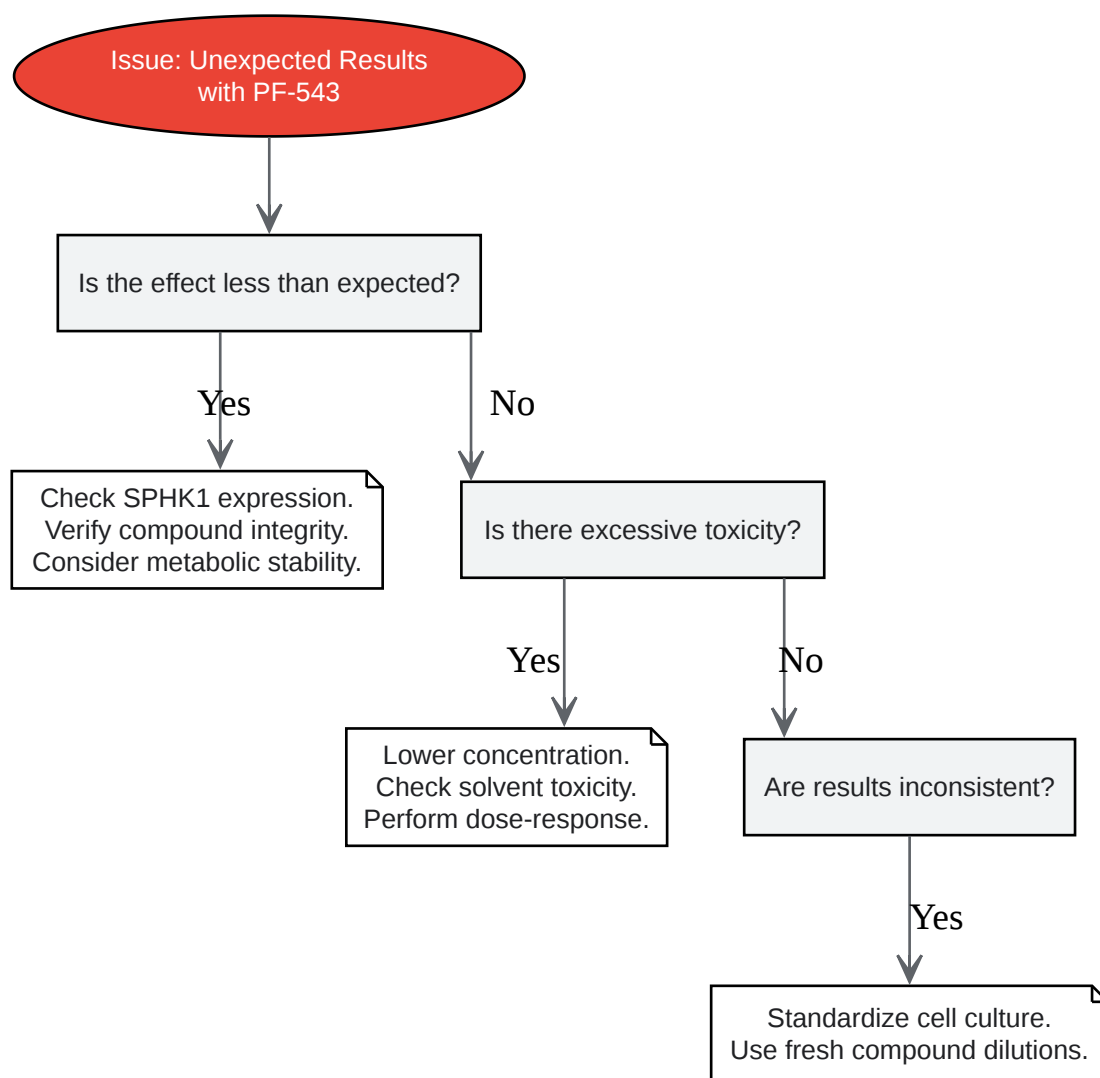 Issue: Unexpected Results
with PF-543
Is the effect less than expected?
Yes
No
Check SPHK1 expression.
Verify compound integrity.
Consider metabolic stability.
Is there excessive toxicity?
Yes
No
Lower concentration.
Check solvent toxicity.
Perform dose-response.
Are results inconsistent?
Yes
Standardize cell culture.
Use fresh compound dilutions.